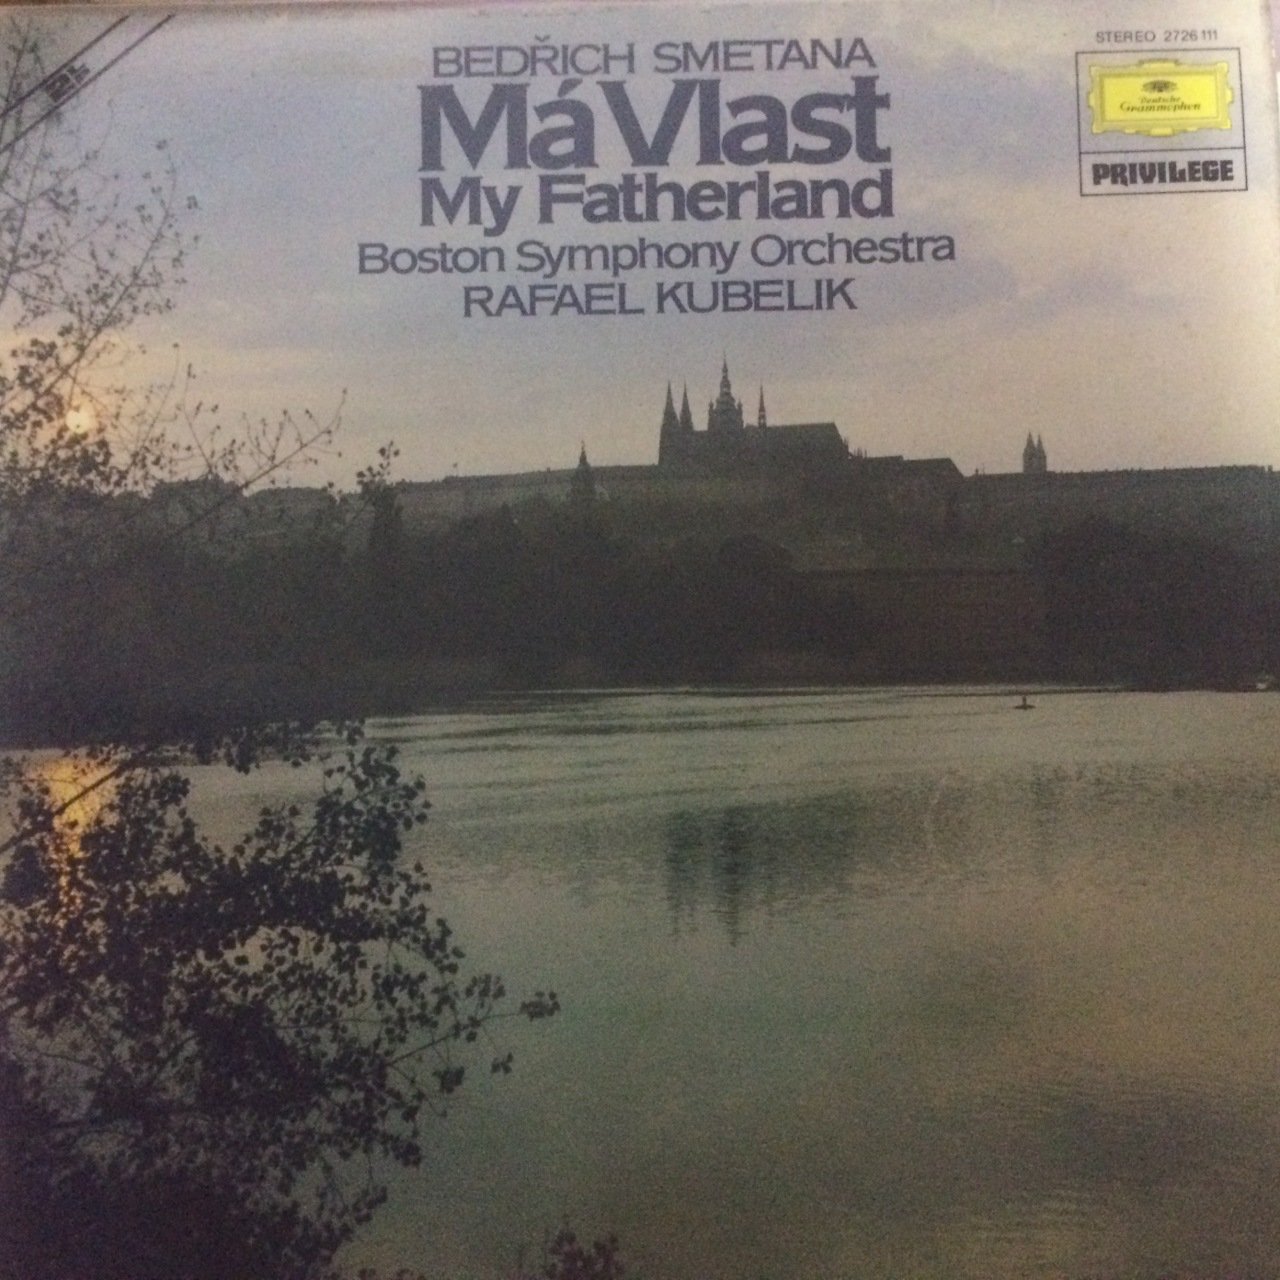 BEDŘICH SMETANA
Má Vlast
My Fatherland
Boston Symphony Orchestra
RAFAEL KUBELIK
STEREO 2726 111
Deutsche
Grammophon
PRIVILEGE